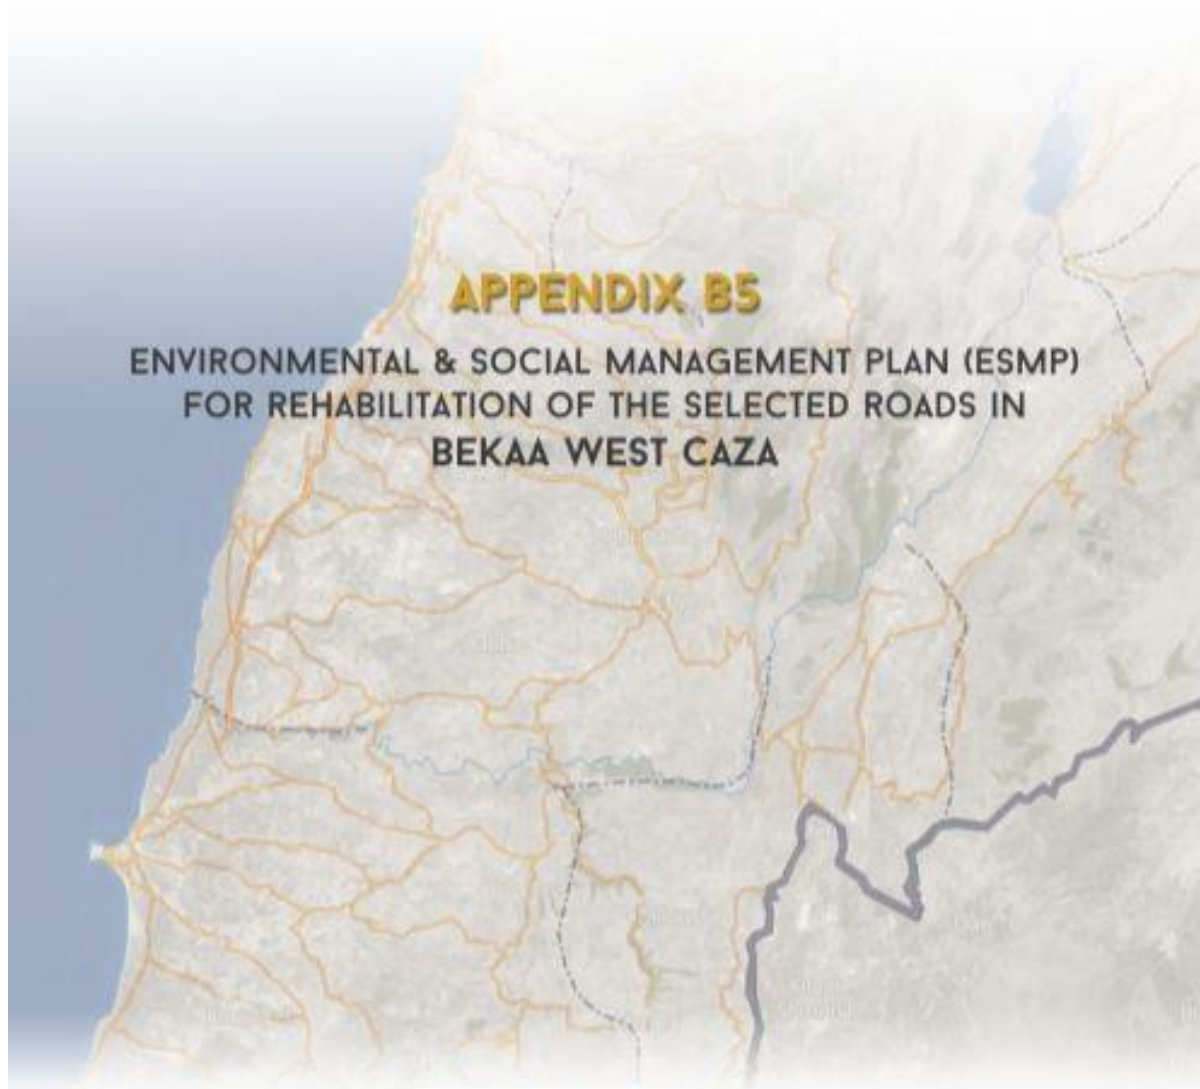 APPENDIX B5
ENVIRONMENTAL & SOCIAL MANAGEMENT PLAN (ESMP)
FOR REHABILITATION OF THE SELECTED ROADS IN
BEKAA WEST CAZA